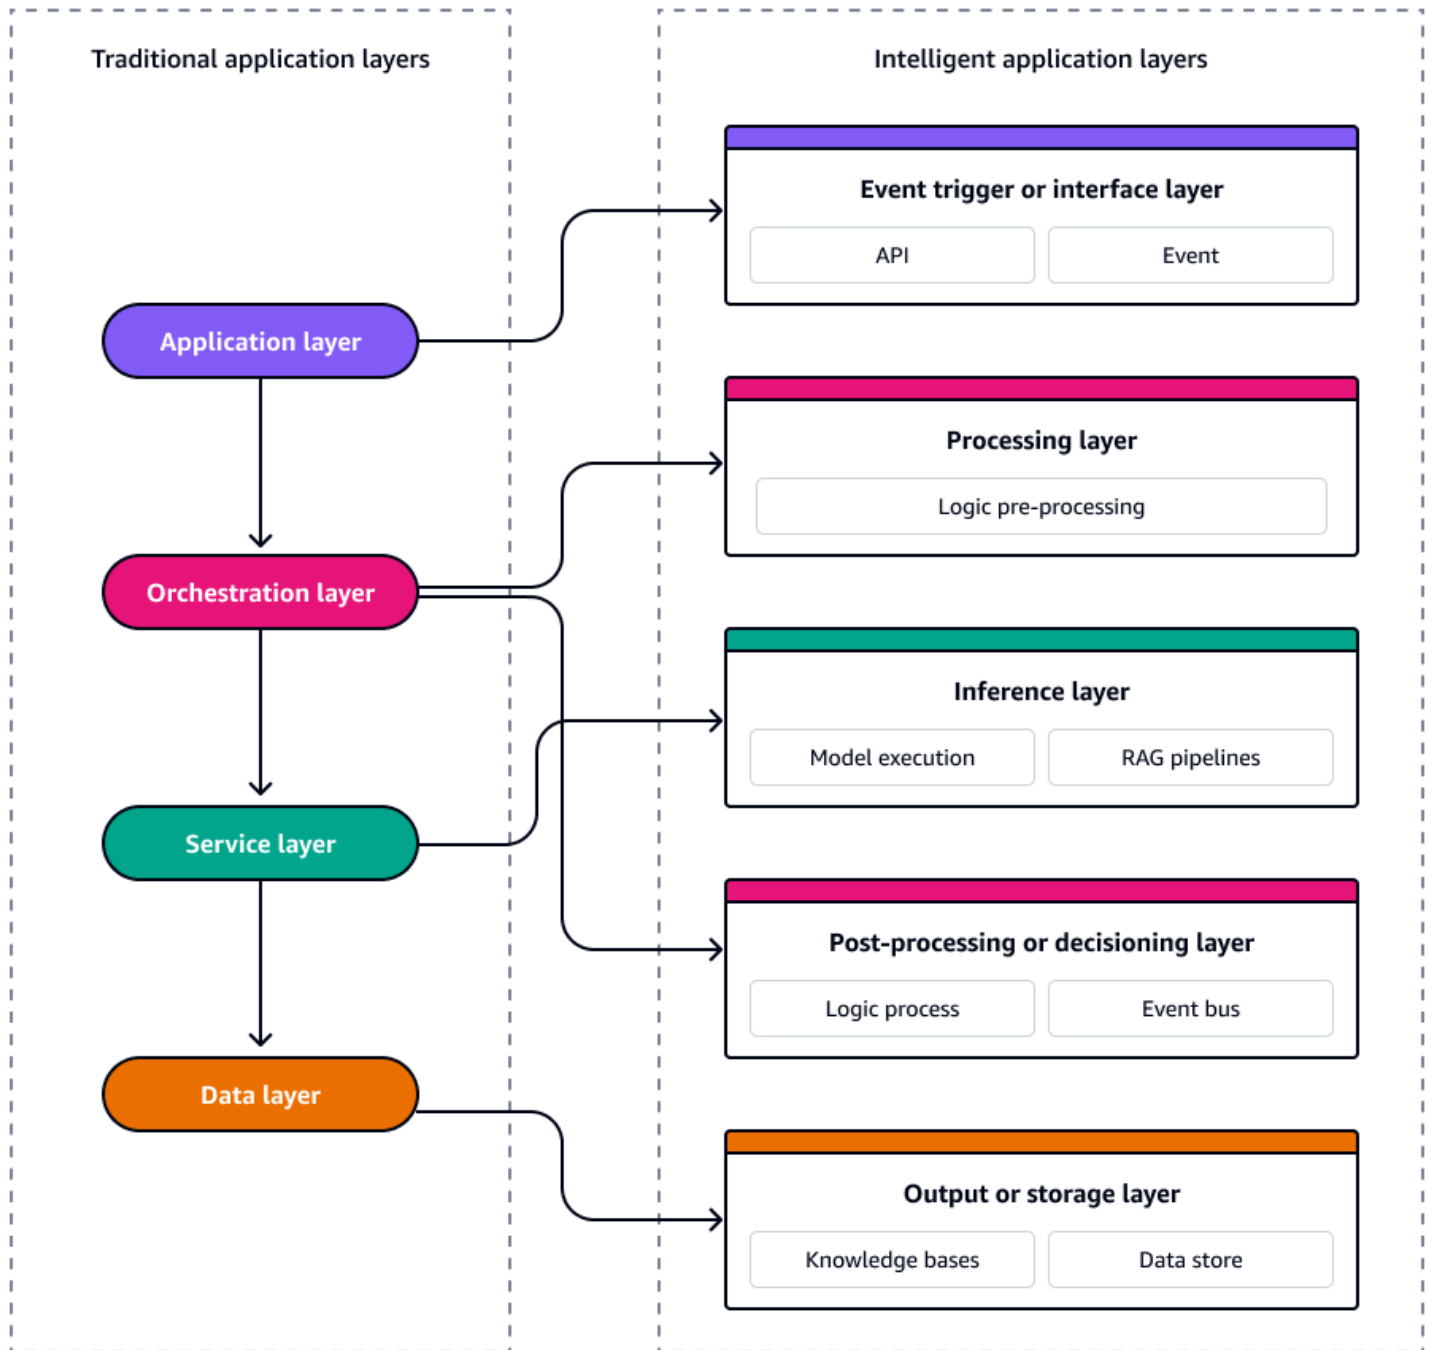 Traditional application layers
Intelligent application layers
Application layer
Orchestration layer
Service layer
Data layer
Event trigger or interface layer
API
Event
Processing layer
Logic pre-processing
Inference layer
Model execution
RAG pipelines
Post-processing or decisioning layer
Logic process
Event bus
Output or storage layer
Knowledge bases
Data store